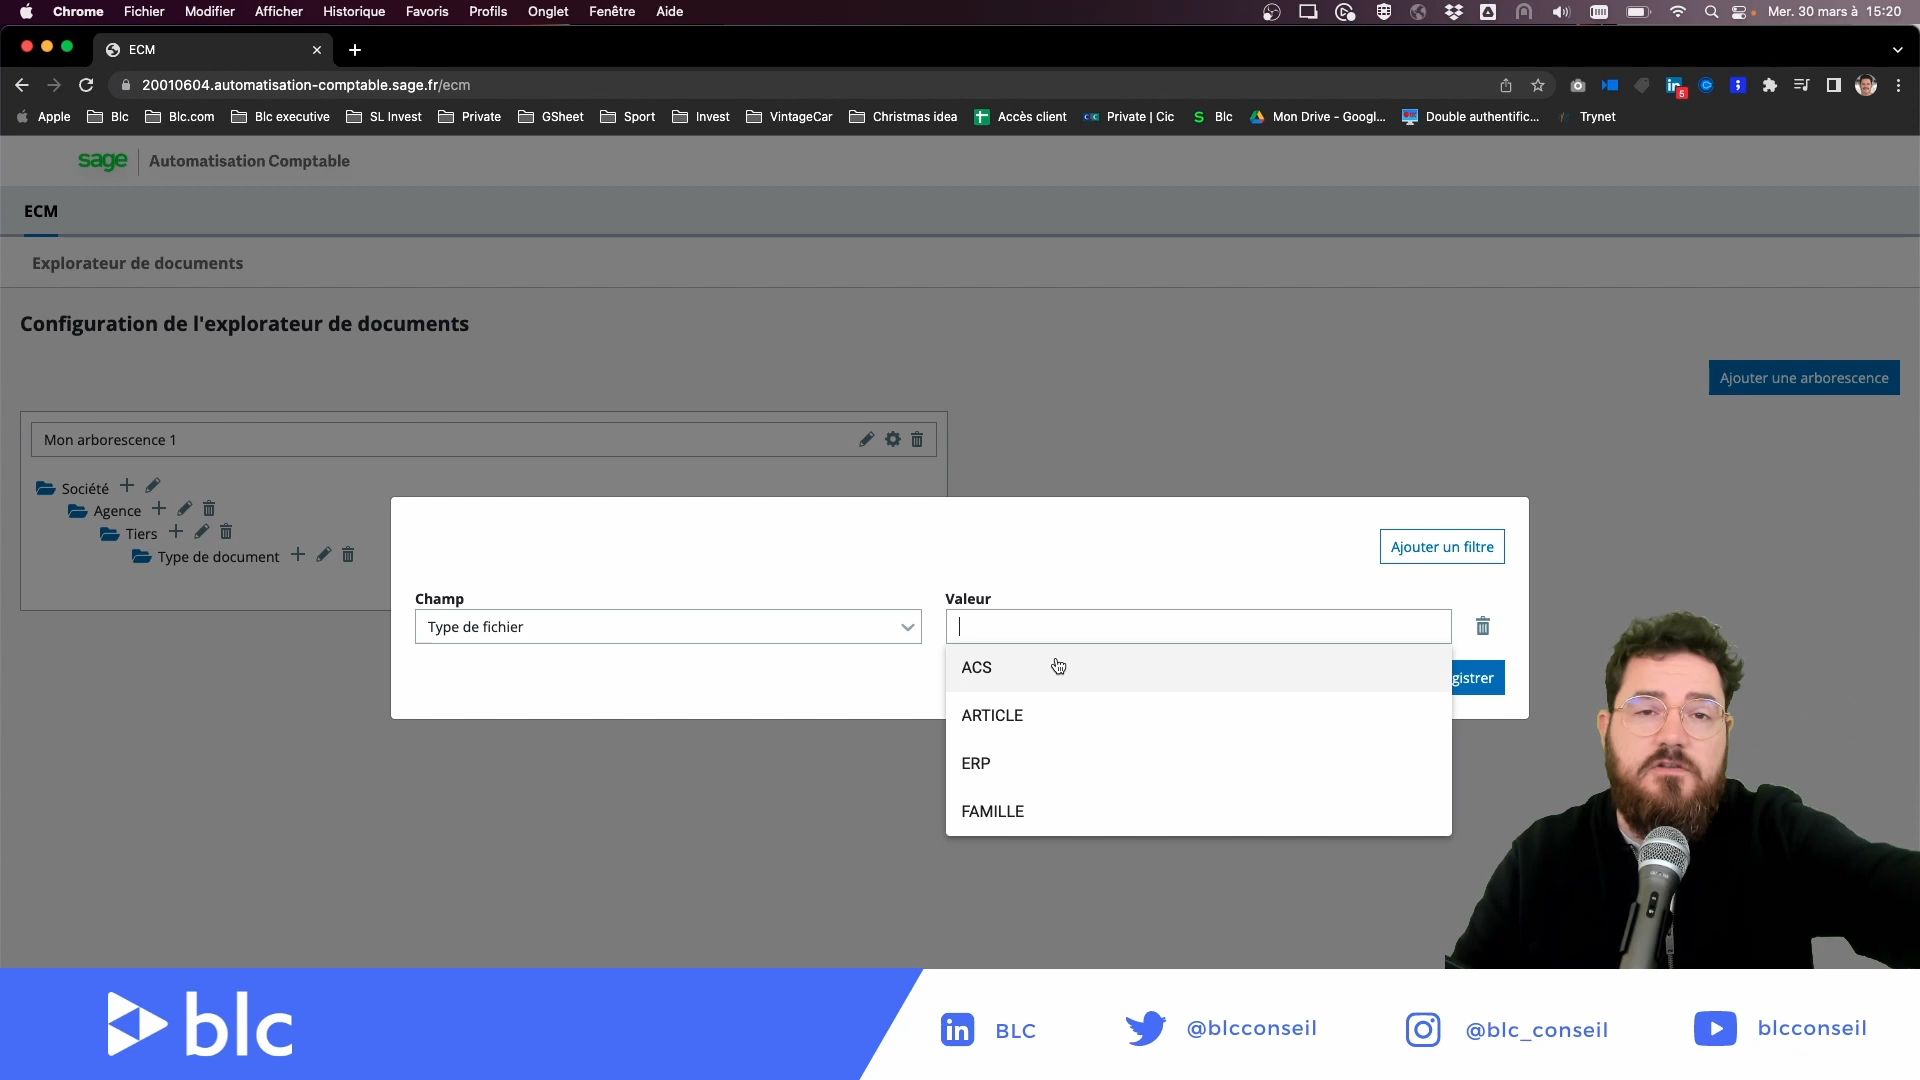 Chrome Fichier Modifier Afficher Historique Favoris Profils Onglet Fenêtre Aide Mer. 30 mars à 15:20
ECM
20010604.automatisation-comptable.sage.fr/ecm
5
Apple Blc Blc.com Blc executive SL Invest Private GSheet Sport Invest VintageCar Christmas idea Accès client Private | Cic Blc Mon Drive - Googl... Double authentific... Trynet
sage Automatisation Comptable
ECM
Explorateur de documents
Configuration de l'explorateur de documents
Ajouter une arborescence
Mon arborescence 1
Société
Agence
Tiers
Type de document
Ajouter un filtre
Champ Valeur
Type de fichier
ACS
gistrer
ARTICLE
ERP
FAMILLE
blc
in BLC @blcconseil @blc_conseil blcconseil